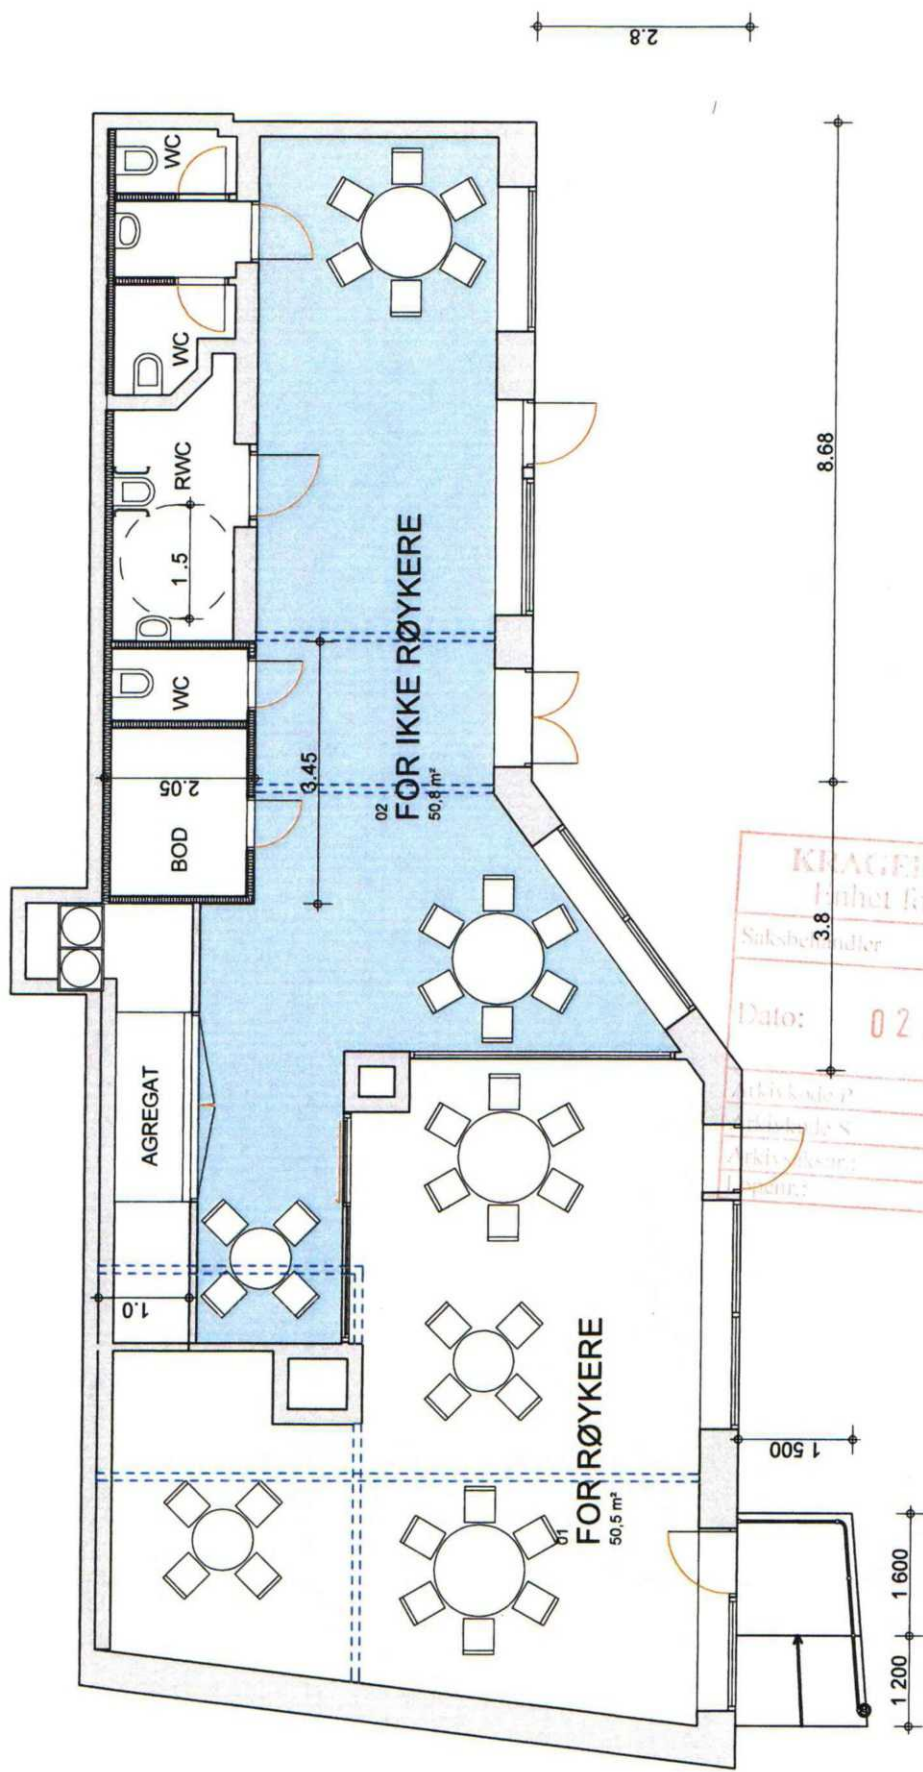 2.8
WC
WC
RWC
1.5
WC
2.05
BOD
3.45
02
FOR IKKE RØYKERE
50,8 m²
8.68
3.8
AGREGAT
1.0
01
FOR RØYKERE
50,5 m²
1 500
1 600
1 200
Saksbehandler
Dato: 02